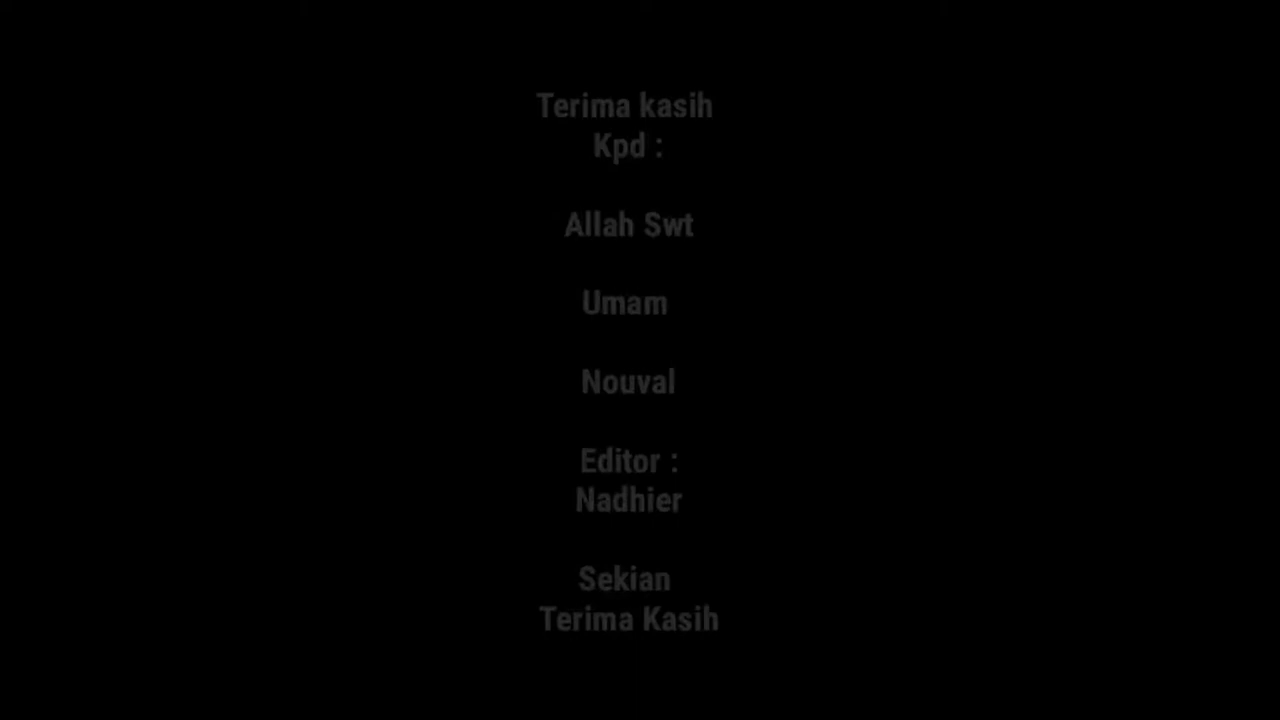 Terima kasih
Kpd :
Allah Swt
Umam
Nouval
Editor :
Nadhier
Sekian
Terima Kasih